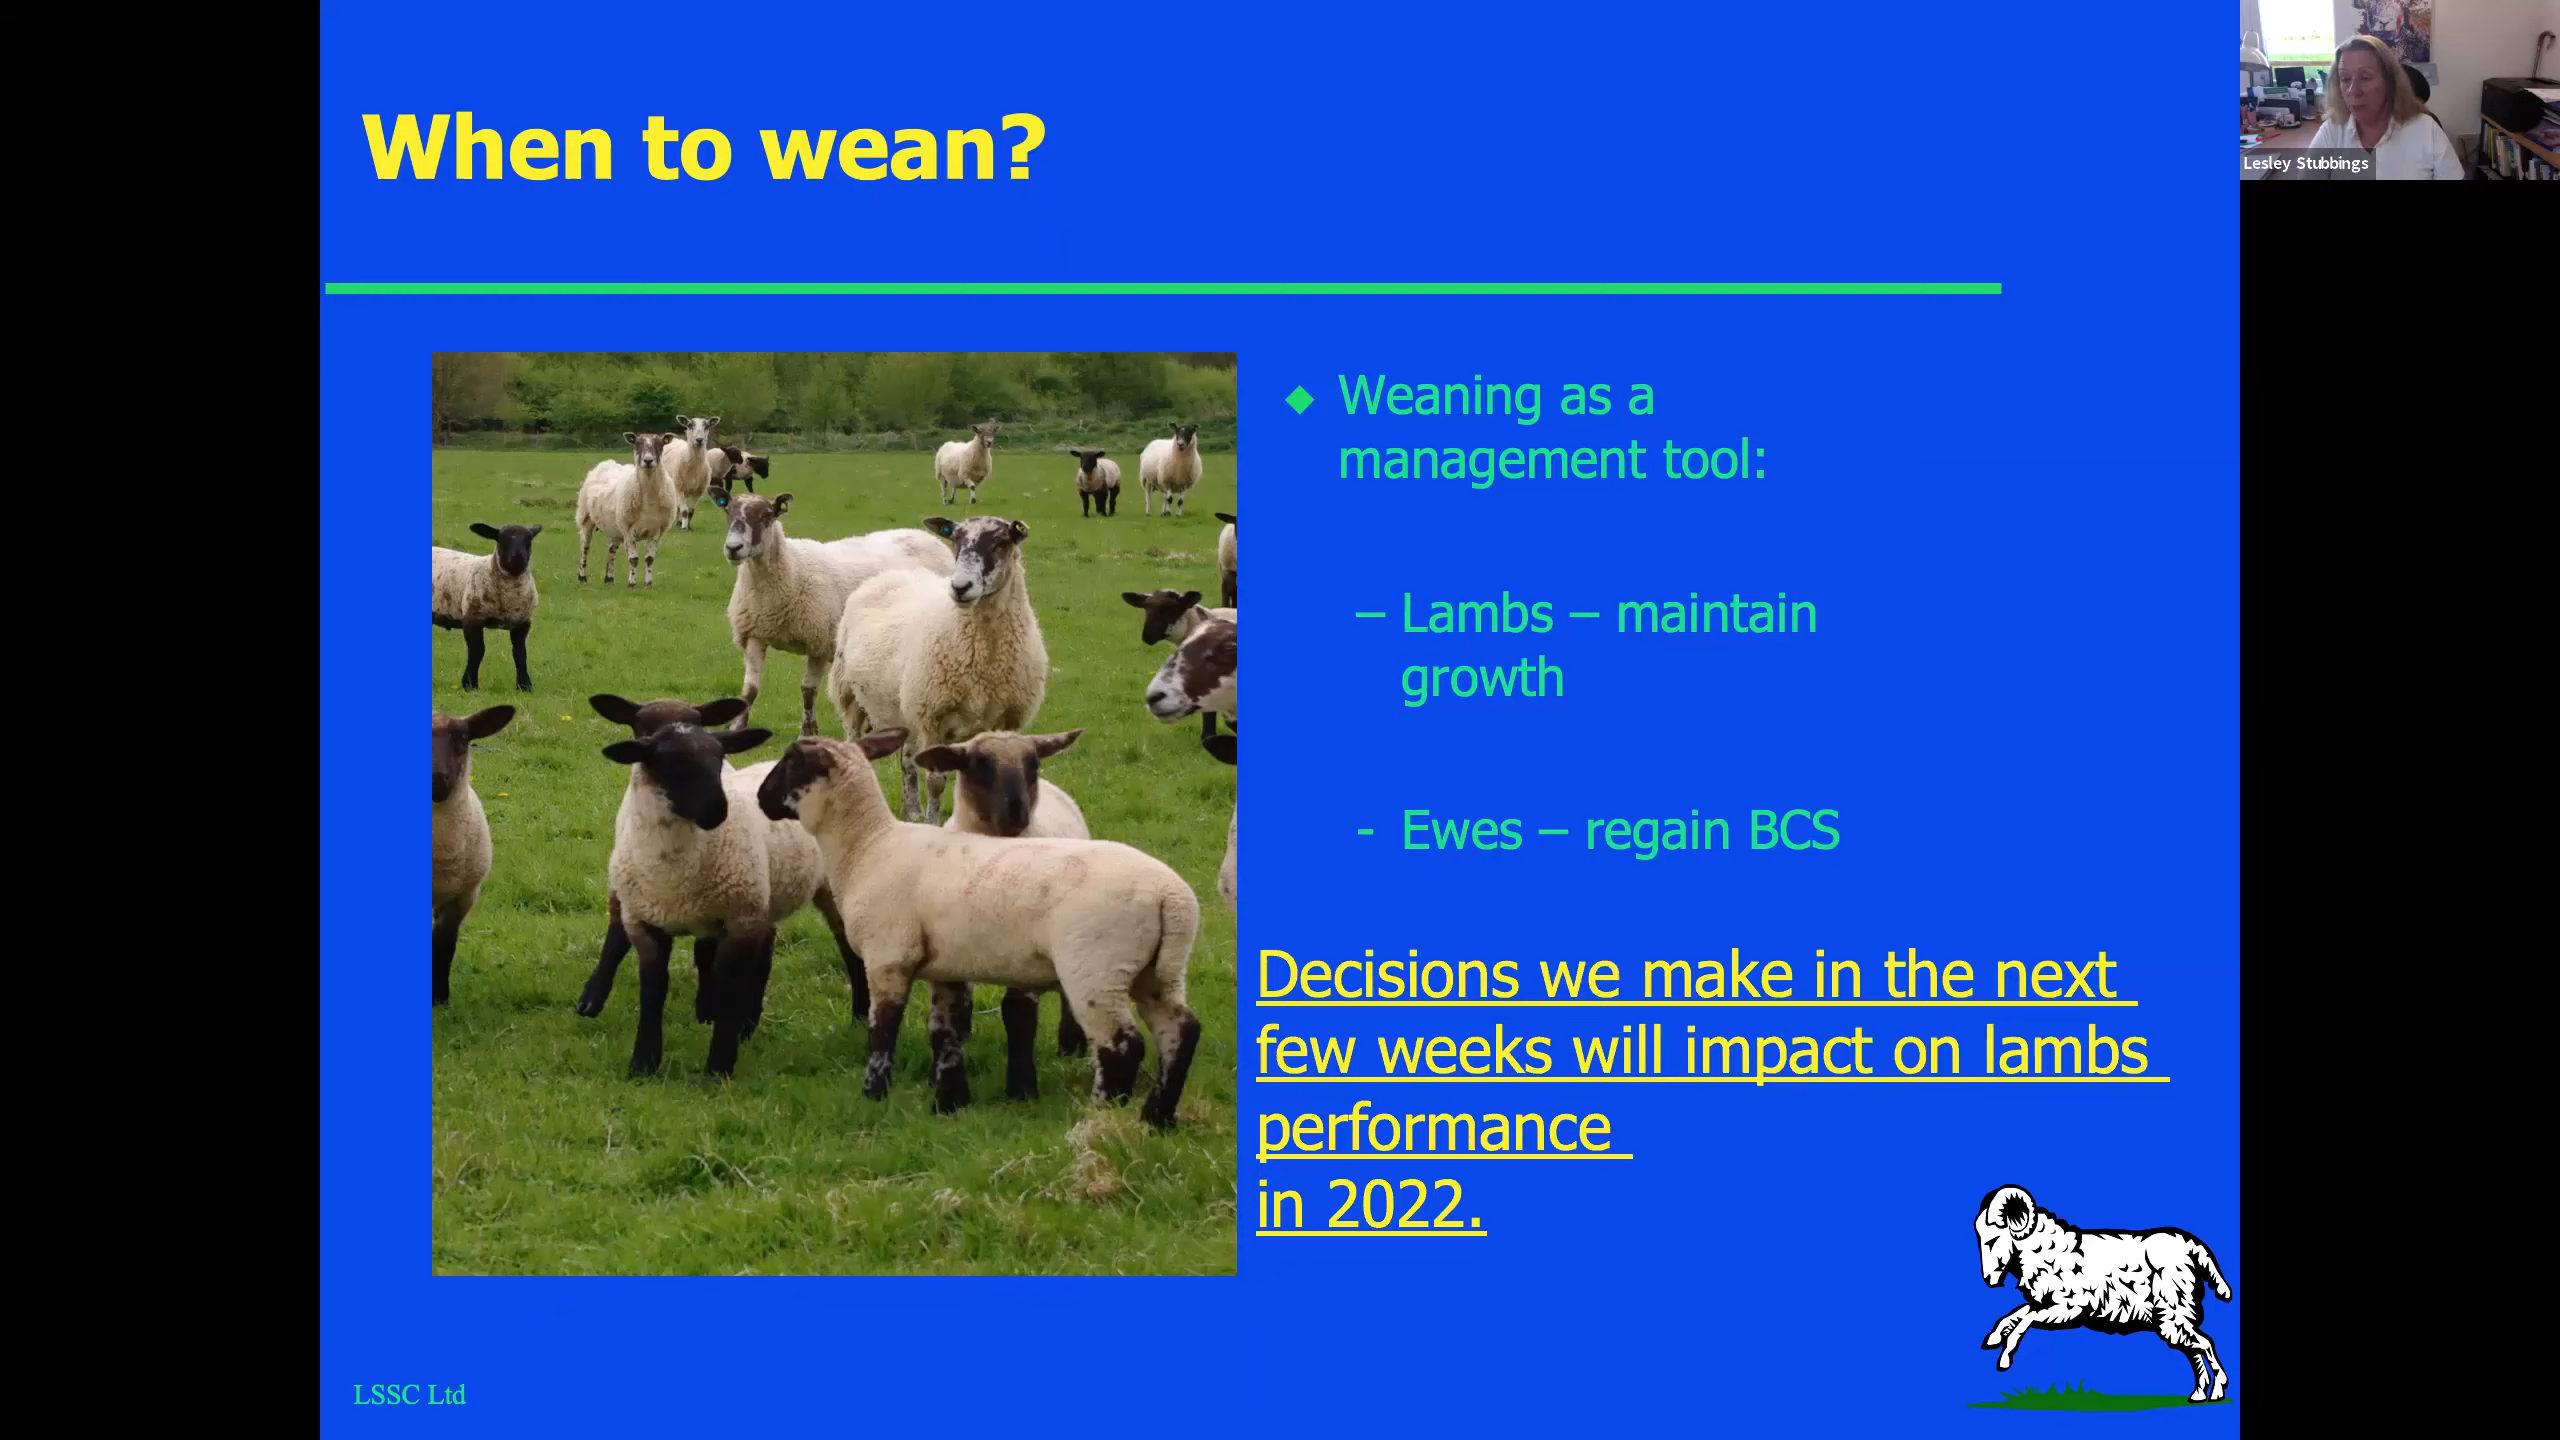 When to wean?
Lesley Stubbings
◆ Weaning as a
management tool:
– Lambs – maintain
growth
- Ewes – regain BCS
Decisions we make in the next
few weeks will impact on lambs
performance
in 2022.
LSSC Ltd